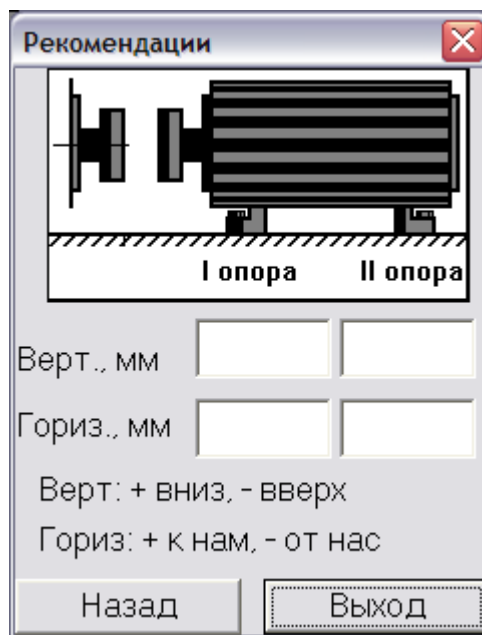 Рекомендации
I опора II опора
Верт., мм
Гориз., мм
Верт: + вниз, - вверх
Гориз: + к нам, - от нас
Назад Выход